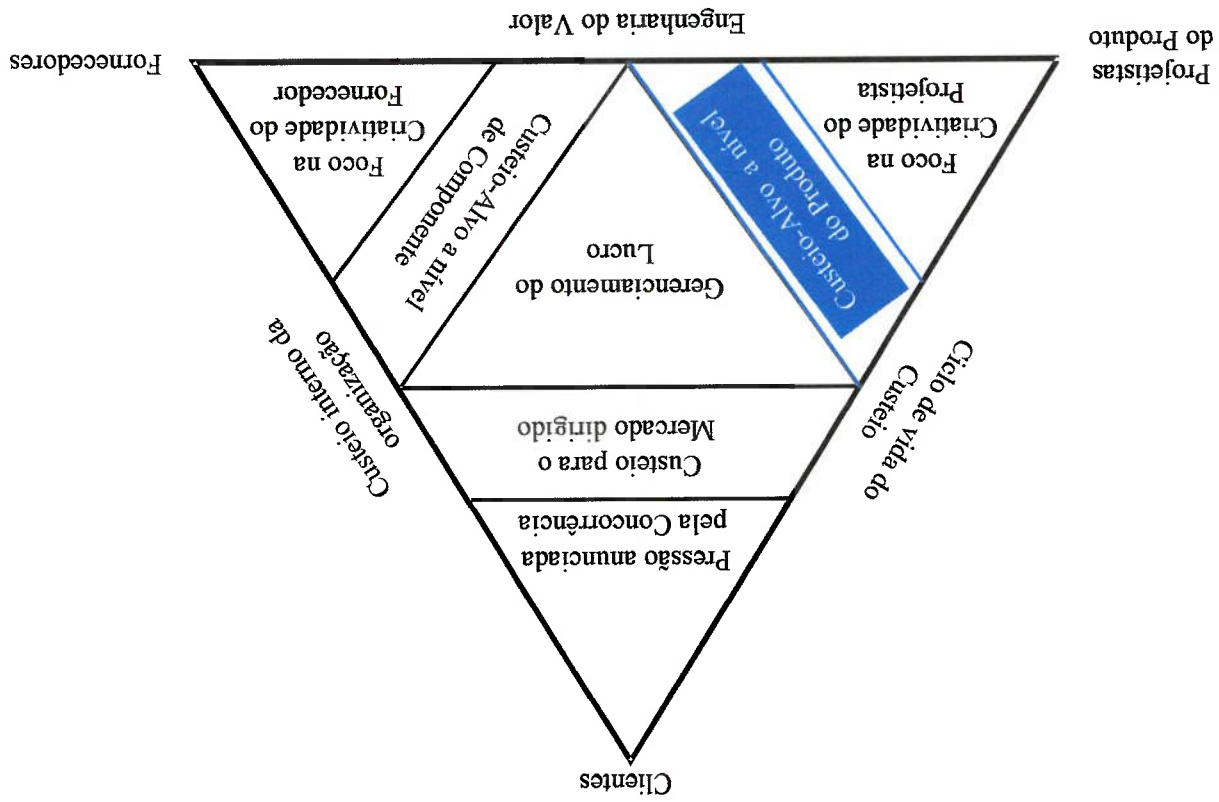 Clientes
Pressão anunciada
pela Concorrência
Custeio para o
Mercado dirigido
Ciclo de vida do
Custeio
Custeio interno da
organização
Custeio-Alvo a nível
do Produto
Gerenciamento do
Lucro
Custeio-Alvo a nível
de Componente
Foco na
Criatividade do
Projetista
Foco na
Criatividade do
Fornecedor
Projetistas
do Produto
Fornecedores
Engenharia do Valor